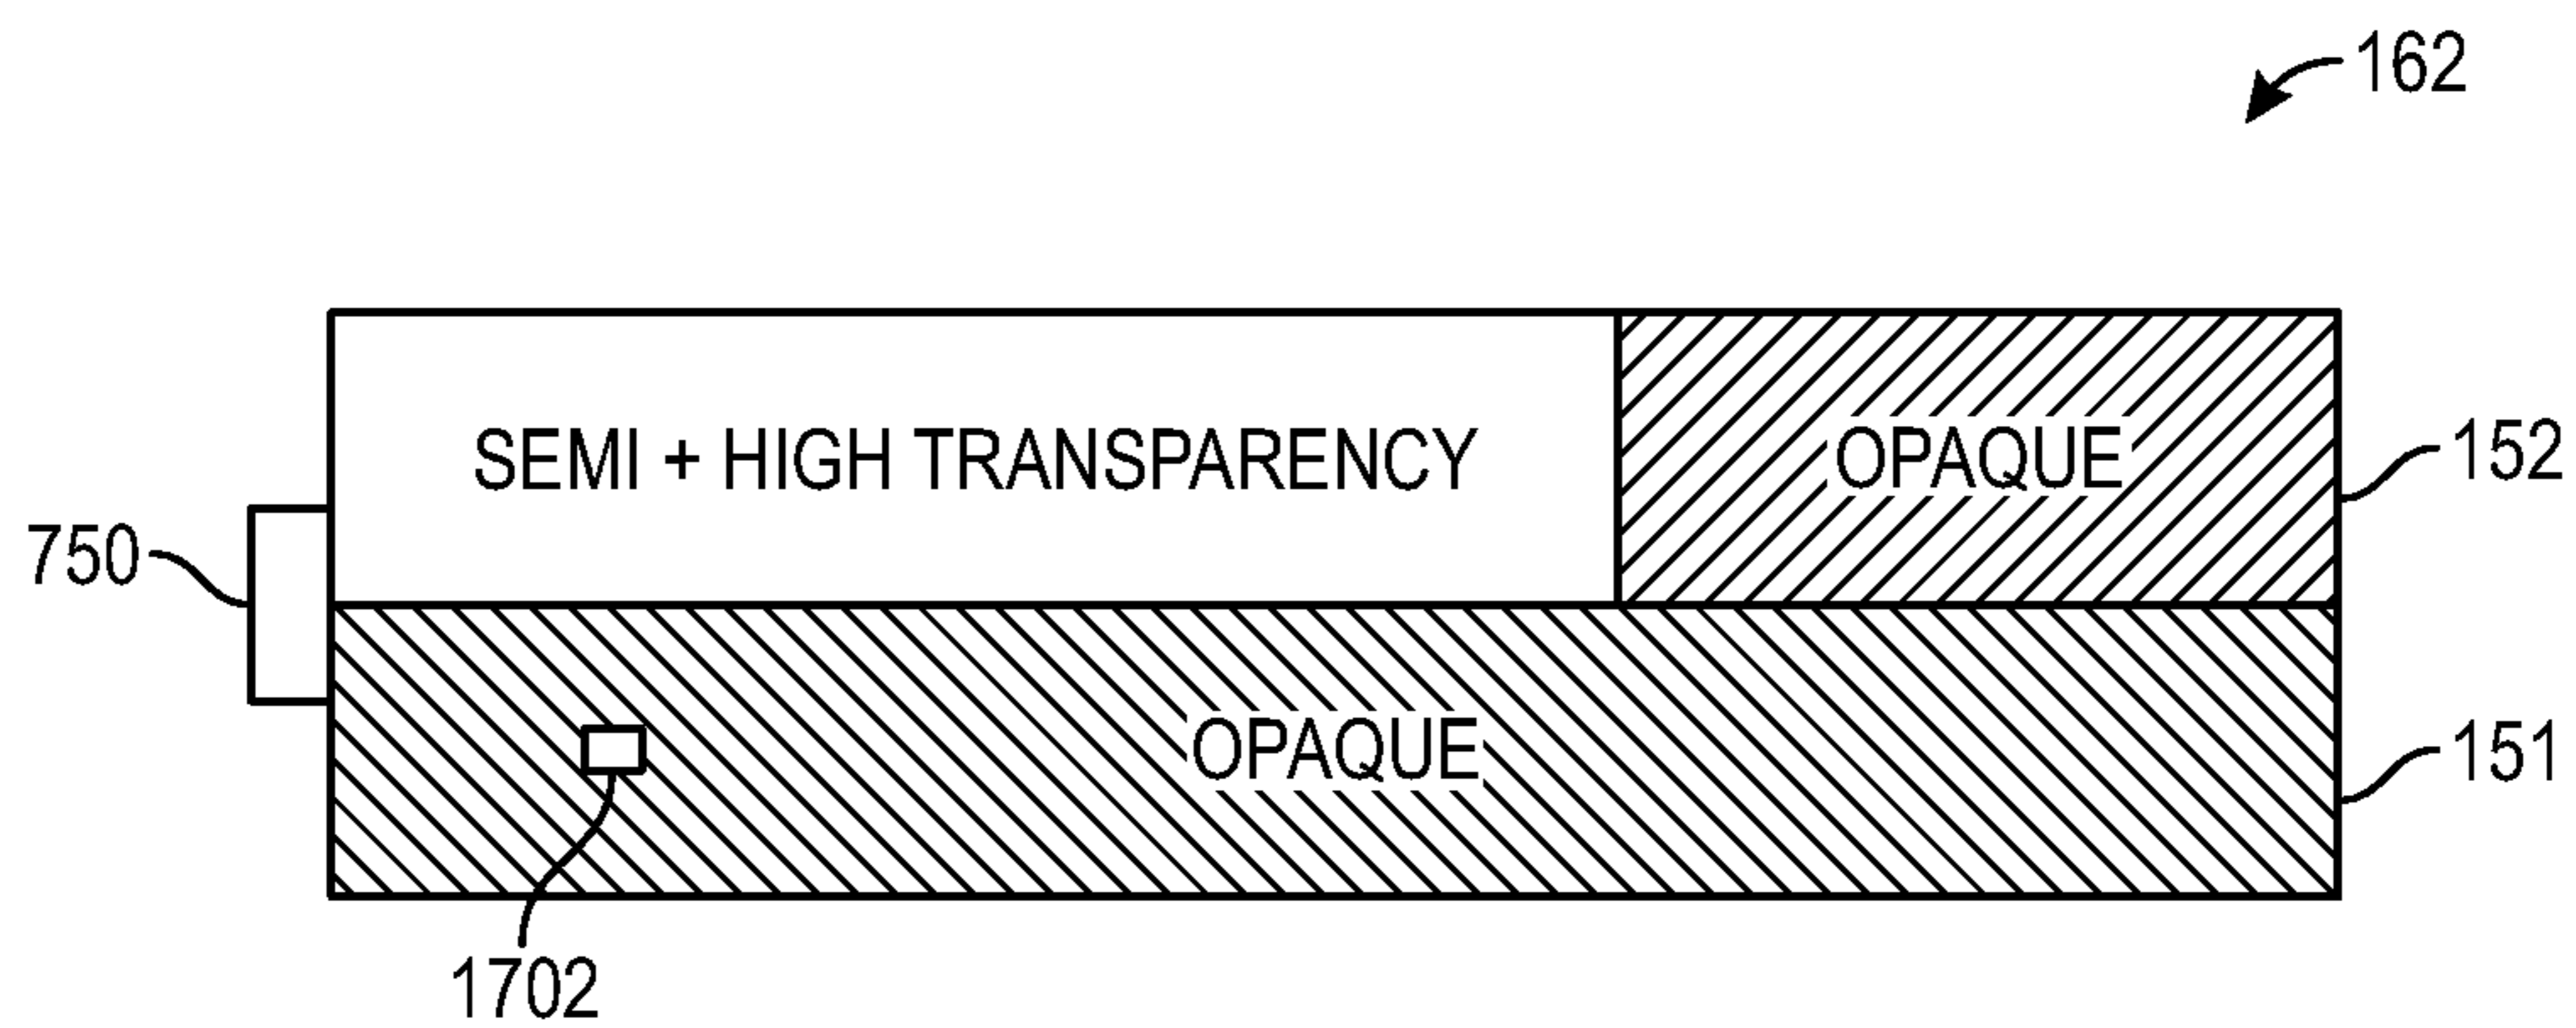 162
SEMI + HIGH TRANSPARENCY
OPAQUE
152
750
OPAQUE
151
1702